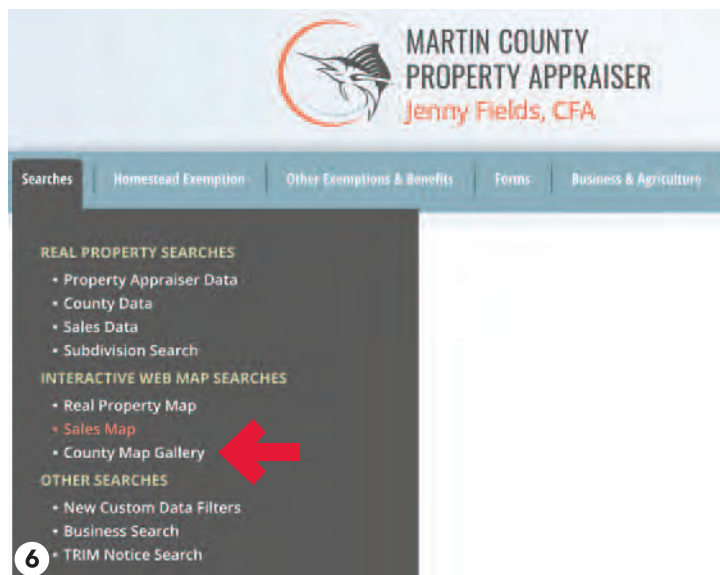 MARTIN COUNTY
PROPERTY APPRAISER
Jenny Fields, CFA
Searches Homestead Exemption Other Exemptions & Benefits Forms Business & Agriculture
REAL PROPERTY SEARCHES
• Property Appraiser Data
• County Data
• Sales Data
• Subdivision Search
INTERACTIVE WEB MAP SEARCHES
• Real Property Map
• Sales Map
• County Map Gallery
OTHER SEARCHES
• New Custom Data Filters
• Business Search
• TRIM Notice Search
6